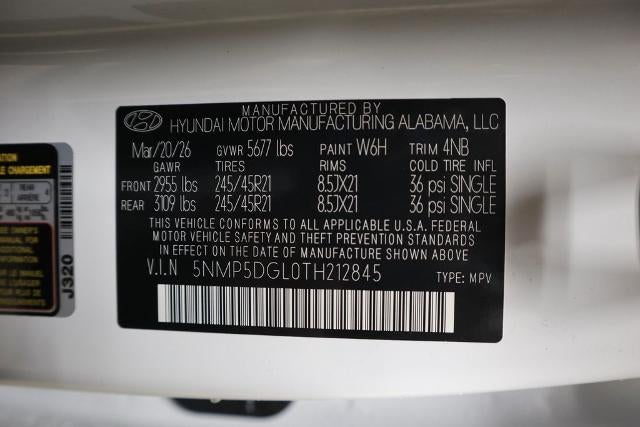 MANUFACTURED BY
HYUNDAI MOTOR MANUFACTURING ALABAMA, LLC
Mar/20/26 GVWR 5677 lbs PAINT W6H TRIM 4NB
GAWR TIRES RIMS COLD TIRE INFL
FRONT 2955 lbs 245/45R21 8.5JX21 36 psi SINGLE
REAR 3109 lbs 245/45R21 8.5JX21 36 psi SINGLE
THIS VEHICLE CONFORMS TO ALL APPLICABLE U.S.A. FEDERAL
MOTOR VEHICLE SAFETY AND THEFT PREVENTION STANDARDS
IN EFFECT ON THE DATE OF MANUFACTURE SHOWN ABOVE
V.I.N 5NMP5DGL0TH212845 TYPE: MPV
REAR
ARRIERE
J320